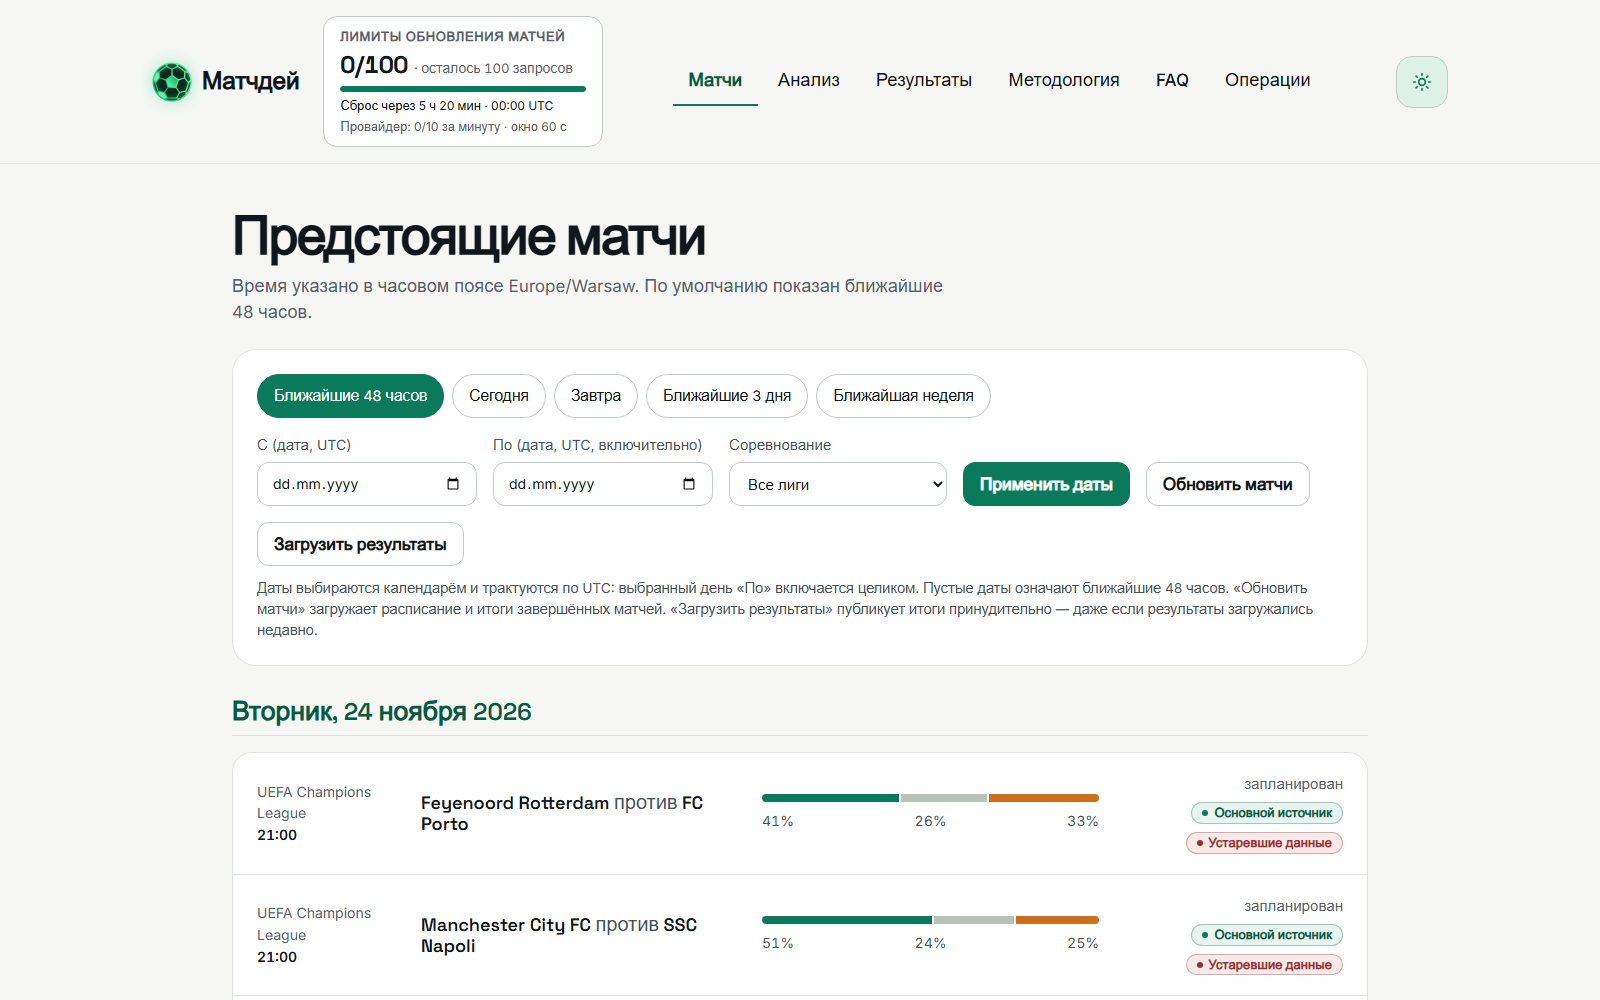 Матчдей
ЛИМИТЫ ОБНОВЛЕНИЯ МАТЧЕЙ
0/100 · осталось 100 запросов
Сброс через 5 ч 20 мин · 00:00 UTC
Провайдер: 0/10 за минуту · окно 60 с
Матчи
Анализ
Результаты
Методология
FAQ
Операции
Предстоящие матчи
Время указано в часовом поясе Europe/Warsaw. По умолчанию показан ближайшие
48 часов.
Ближайшие 48 часов
Сегодня
Завтра
Ближайшие 3 дня
Ближайшая неделя
С (дата, UTC)
По (дата, UTC, включительно)
Соревнование
dd.mm.yyyy
dd.mm.yyyy
Все лиги
Применить даты
Обновить матчи
Загрузить результаты
Даты выбираются календарём и трактуются по UTC: выбранный день «По» включается целиком. Пустые даты означают ближайшие 48 часов. «Обновить
матчи» загружает расписание и итоги завершённых матчей. «Загрузить результаты» публикует итоги принудительно — даже если результаты загружались
недавно.
Вторник, 24 ноября 2026
UEFA Champions
League
21:00
Feyenoord Rotterdam против FC
Porto
41%
26%
33%
запланирован
Основной источник
Устаревшие данные
UEFA Champions
League
21:00
Manchester City FC против SSC
Napoli
51%
24%
25%
запланирован
Основной источник
Устаревшие данные